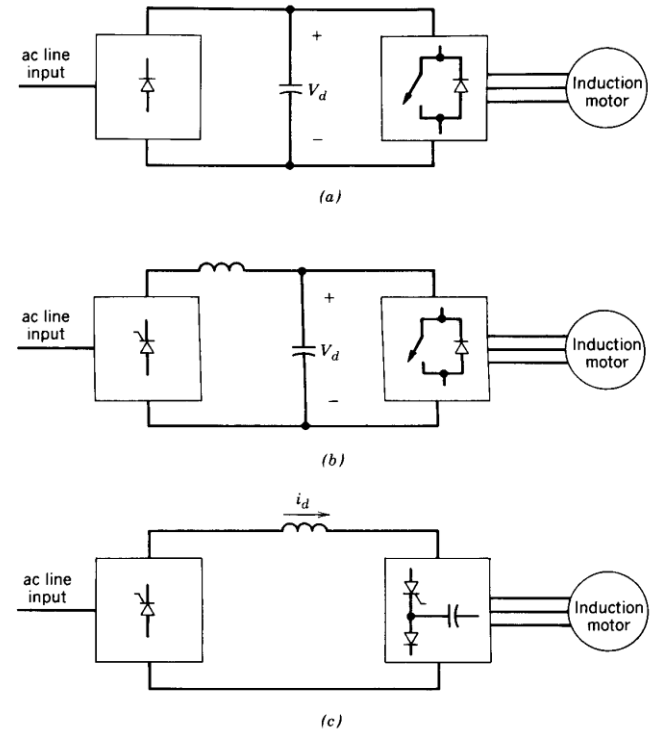 ac line
input
+
V_d
−
Induction
motor
(a)
ac line
input
+
V_d
−
Induction
motor
(b)
i_d
ac line
input
Induction
motor
(c)